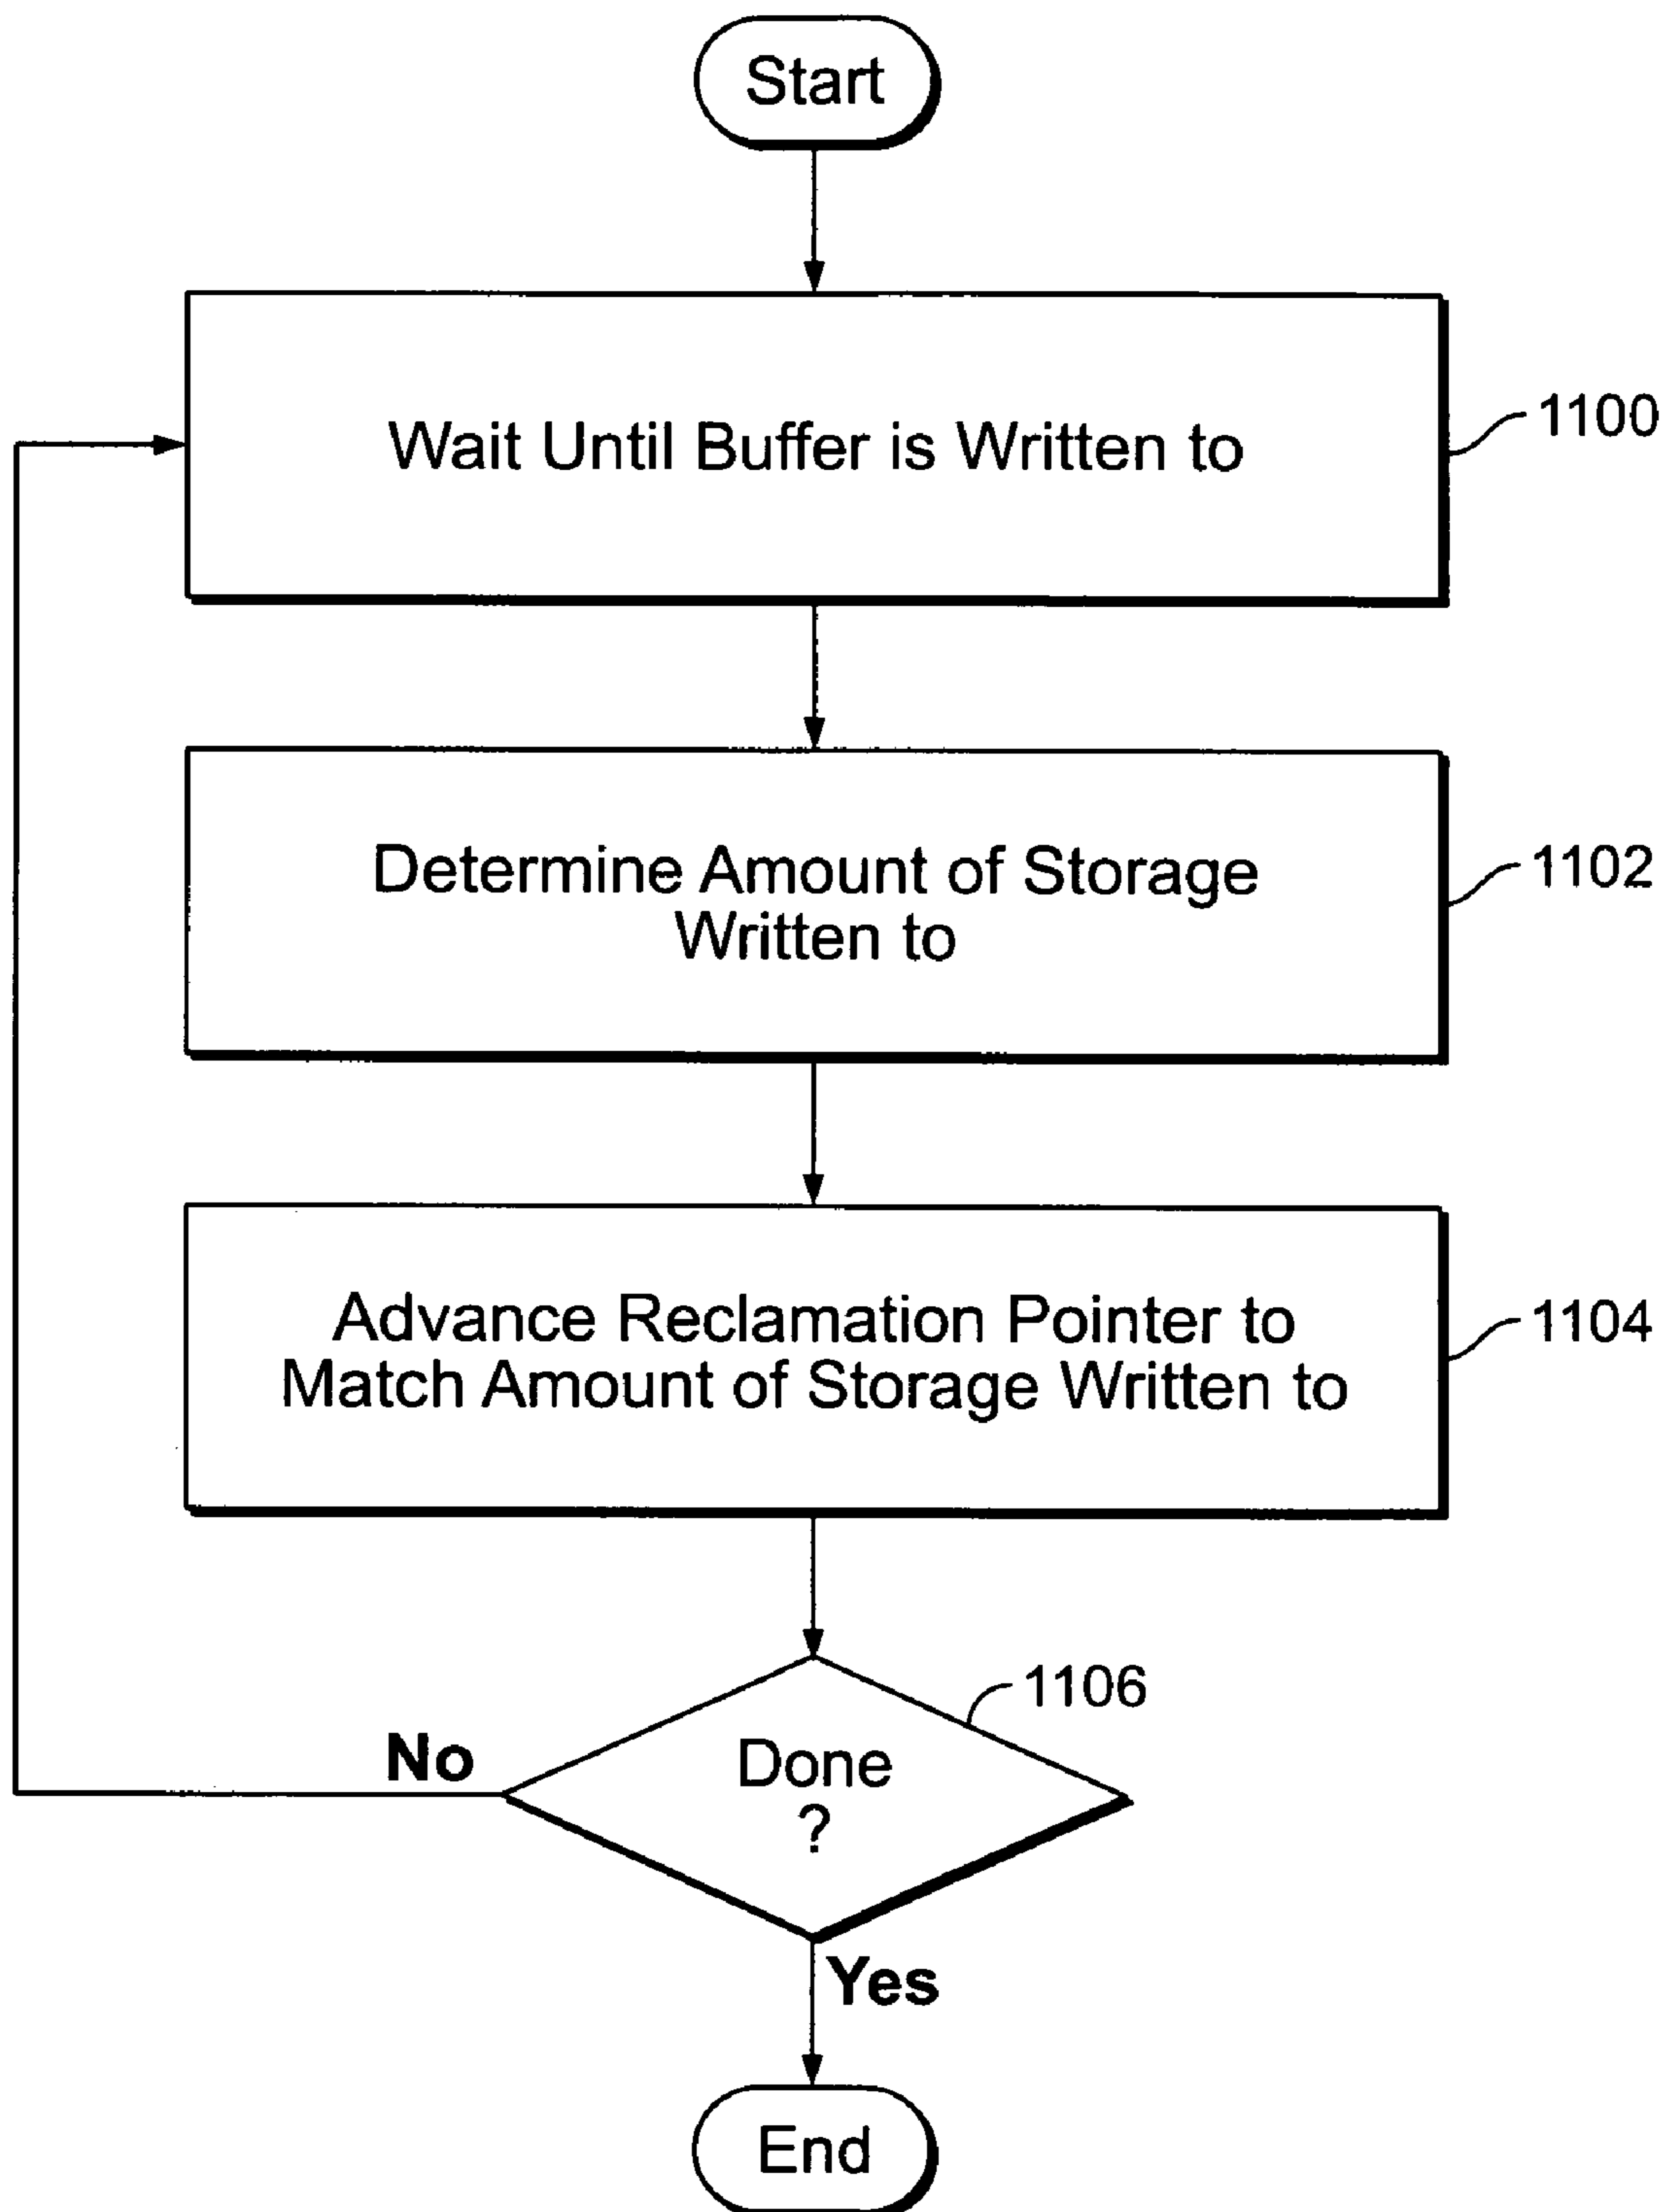 Start
Wait Until Buffer is Written to
1100
Determine Amount of Storage
Written to
1102
Advance Reclamation Pointer to
Match Amount of Storage Written to
1104
1106
Done
?
No
Yes
End